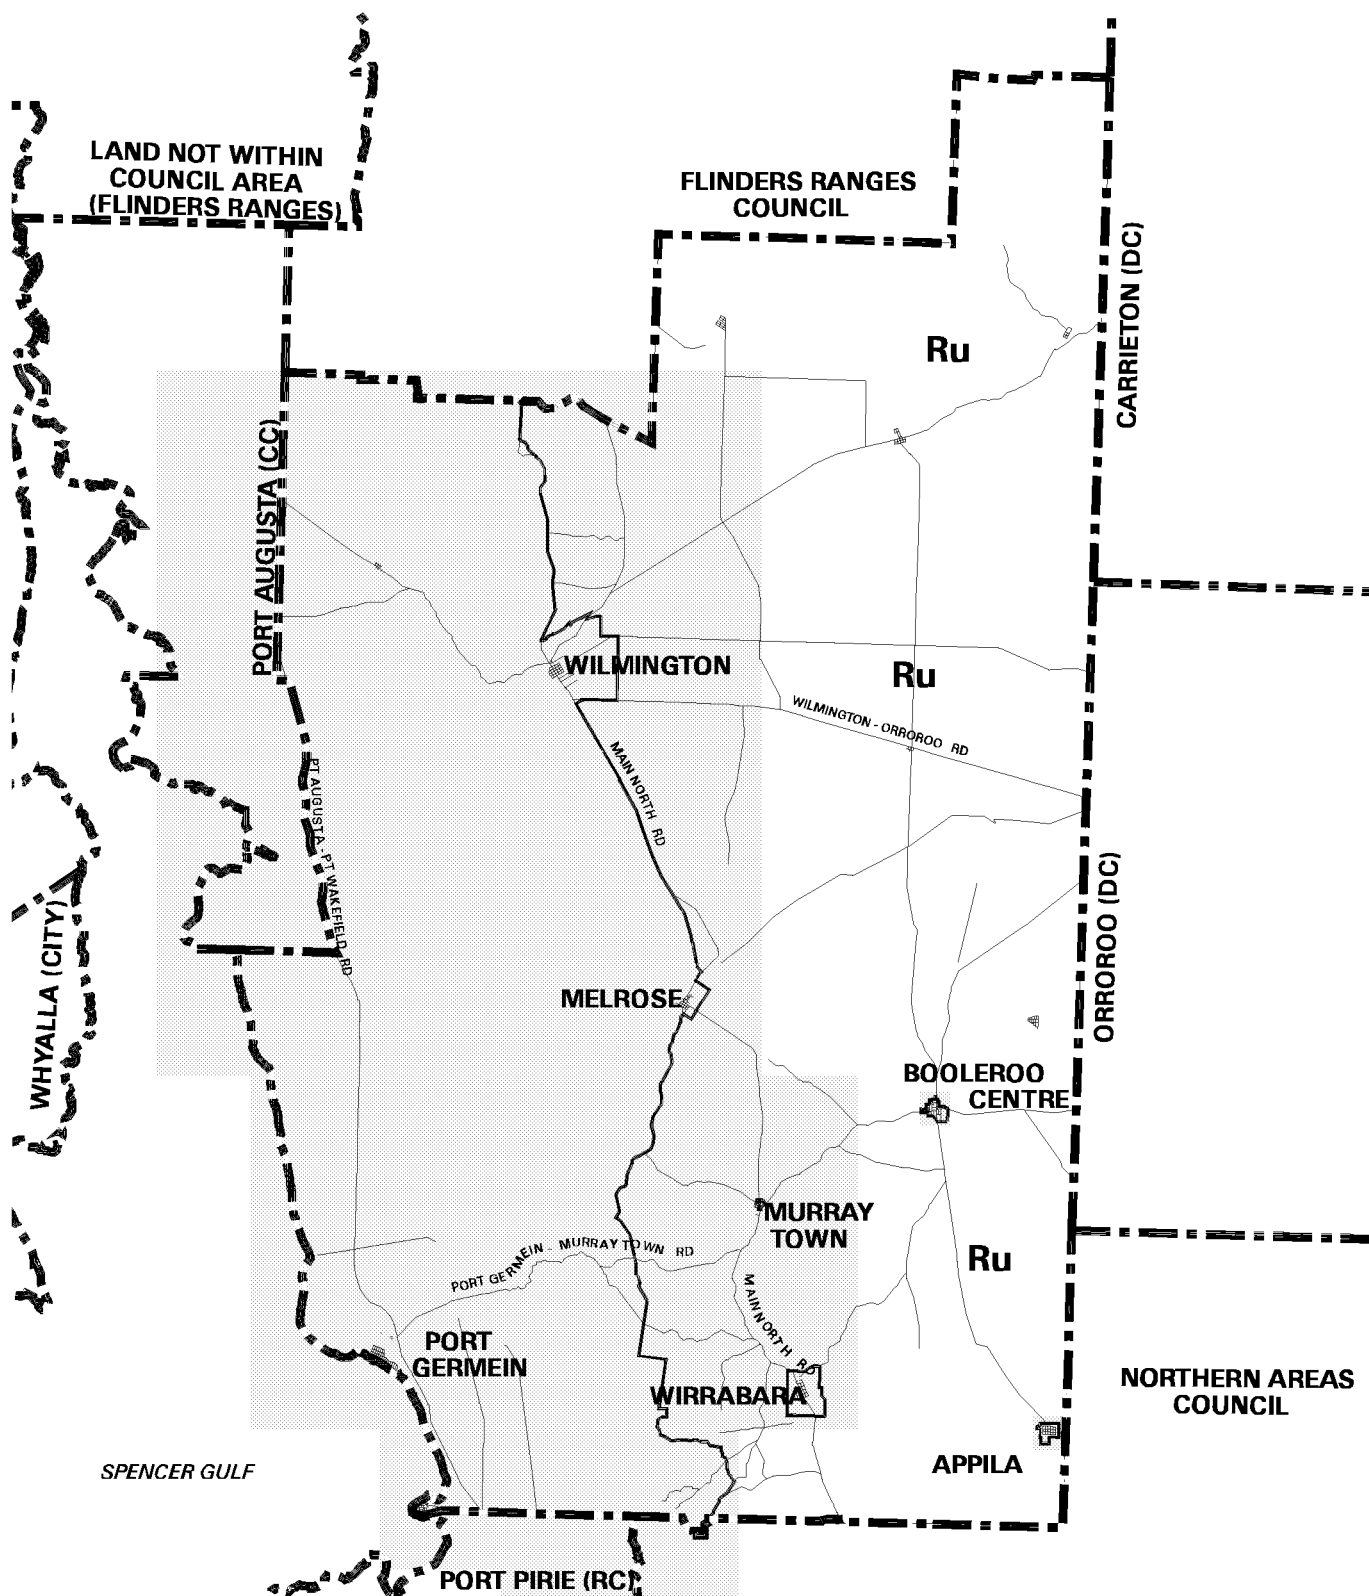 LAND NOT WITHIN
COUNCIL AREA
(FLINDERS RANGES)
FLINDERS RANGES
COUNCIL
CARRIETON (DC)
Ru
PORT AUGUSTA (CC)
WILMINGTON
Ru
WILMINGTON - ORROROO RD
MAIN NORTH RD
PT AUGUSTA - PT WAKEFIELD RD
ORROROO (DC)
WHYALLA (CITY)
MELROSE
BOOLEROO
CENTRE
MURRAY
TOWN
PORT GERMEIN - MURRAY TOWN RD
Ru
MAIN NORTH RD
PORT
GERMEIN
WIRRABARA
NORTHERN AREAS
COUNCIL
APPILA
SPENCER GULF
PORT PIRIE (RC)